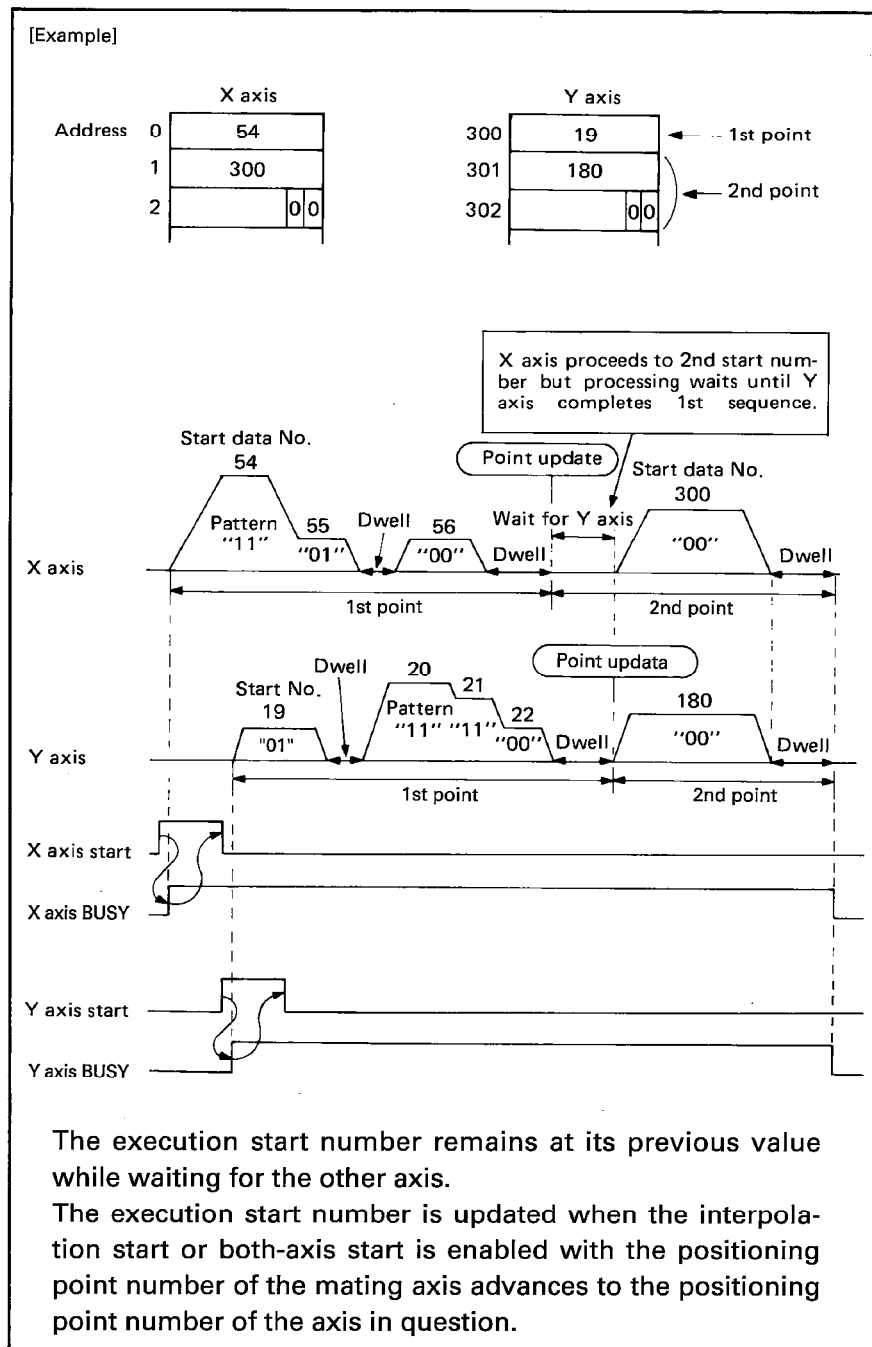 [Example]
X axis
Y axis
Address 0 54
300 19 1st point
1 300
301 180
2nd point
2 0 0
302 0 0
X axis proceeds to 2nd start num-
ber but processing waits until Y
axis completes 1st sequence.
Start data No.
54
Point update
Start data No.
300
Pattern
"11"
55
"01"
Dwell
56
"00"
Dwell
Wait for Y axis
"00"
Dwell
X axis
1st point
2nd point
Dwell
Point updata
Start No.
19
"01"
20
21
22
Pattern
"11" "11"
"00"
Dwell
180
"00"
Dwell
Y axis
1st point
2nd point
X axis start
X axis BUSY
Y axis start
Y axis BUSY
The execution start number remains at its previous value
while waiting for the other axis.
The execution start number is updated when the interpola-
tion start or both-axis start is enabled with the positioning
point number of the mating axis advances to the positioning
point number of the axis in question.